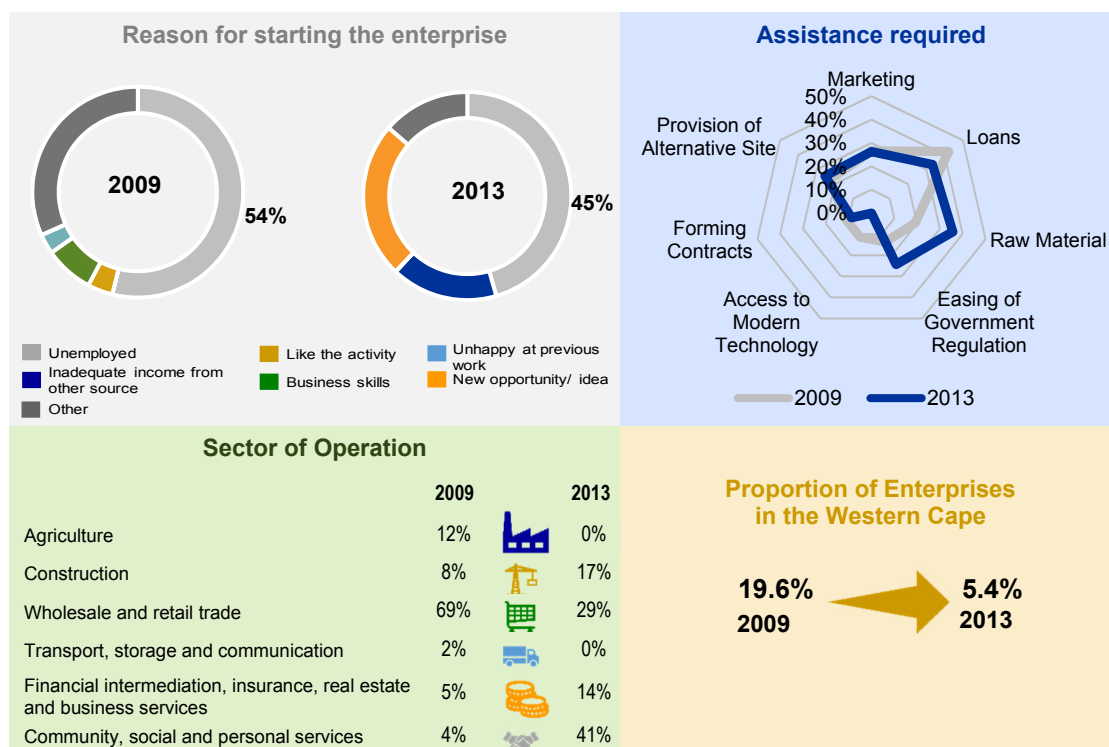 Reason for starting the enterprise
2009
54%
2013
45%
Unemployed
Inadequate income from
other source
Other
Like the activity
Business skills
Unhappy at previous
work
New opportunity/ idea
Assistance required
Marketing
50%
40%
30%
20%
10%
0%
Loans
Raw Material
Easing of
Government
Regulation
Access to
Modern
Technology
Forming
Contracts
Provision of
Alternative Site
2009
2013
Sector of Operation
2009 2013
Agriculture 12% 0%
Construction 8% 17%
Wholesale and retail trade 69% 29%
Transport, storage and communication 2% 0%
Financial intermediation, insurance, real estate
and business services 5% 14%
Community, social and personal services 4% 41%
Proportion of Enterprises
in the Western Cape
19.6% 5.4%
2009 2013